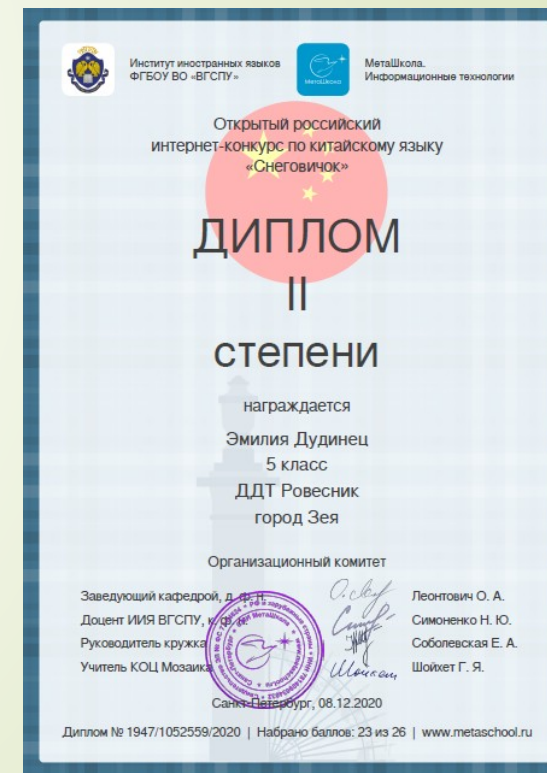 Институт иностранных языков
ФГБОУ ВО «ВГСПУ»
МетаШкола
МетаШкола.
Информационные технологии
Открытый российский
интернет-конкурс по китайскому языку
«Снеговичок»
ДИПЛОМ
II
степени
награждается
Эмилия Дудинец
5 класс
ДДТ Ровесник
город Зея
Организационный комитет
Заведующий кафедрой, д. ф. н. Леонтович О. А.
Доцент ИИЯ ВГСПУ, к. ф. н. Симоненко Н. Ю.
Руководитель кружка Соболевская Е. А.
Учитель КОЦ Мозаика Шойхет Г. Я.
Санкт-Петербург, 08.12.2020
Диплом № 1947/1052559/2020 | Набрано баллов: 23 из 26 | www.metaschool.ru